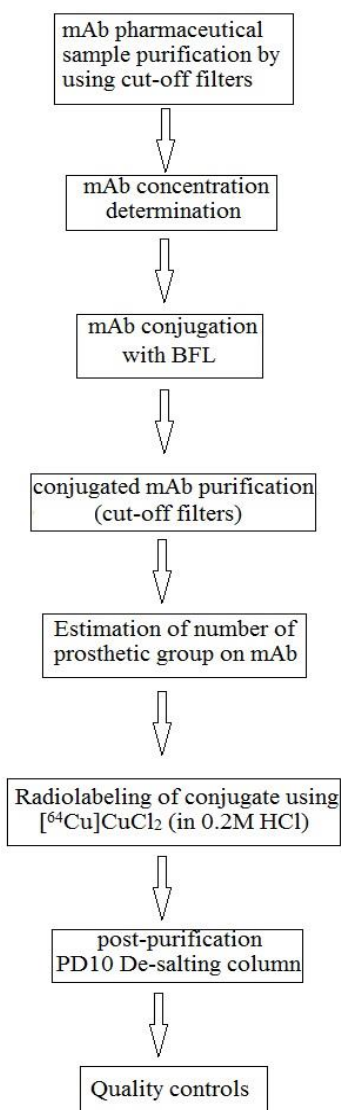 mAb pharmaceutical
sample purification by
using cut-off filters
mAb concentration
determination
mAb conjugation
with BFL
conjugated mAb purification
(cut-off filters)
Estimation of number of
prosthetic group on mAb
Radiolabeling of conjugate using
[⁶⁴Cu]CuCl₂ (in 0.2M HCl)
post-purification
PD10 De-salting column
Quality controls